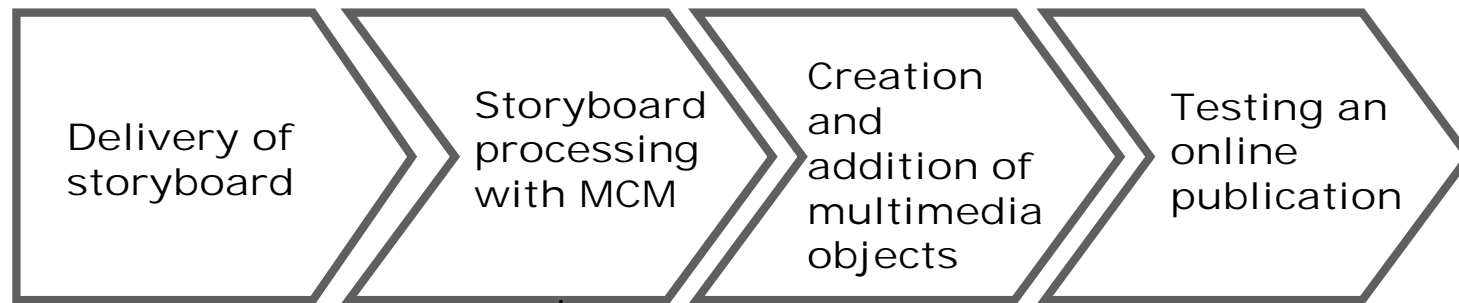 Delivery of
storyboard
Storyboard
processing
with MCM
Creation
and
addition of
multimedia
objects
Testing an
online
publication